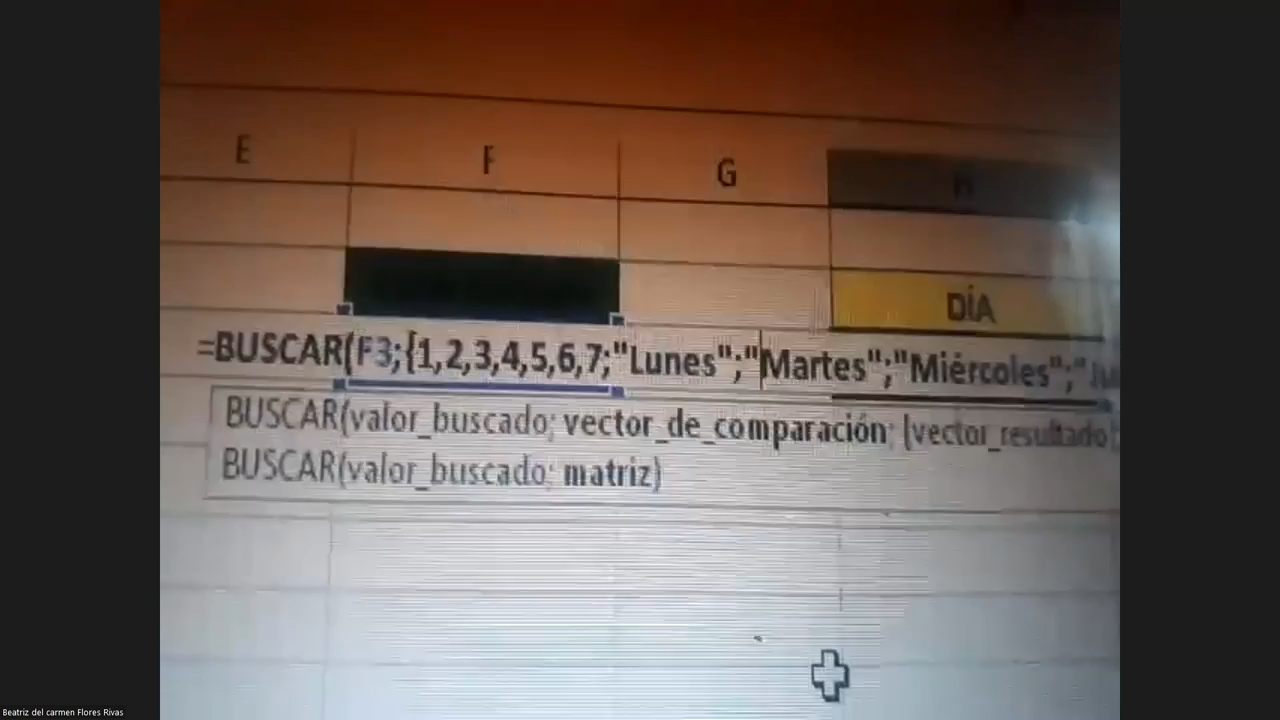 E F G H
DÍA
=BUSCAR(F3;{1,2,3,4,5,6,7;"Lunes";"Martes";"Miércoles";"
BUSCAR(valor_buscado; vector_de_comparación; [vector_resultado]
BUSCAR(valor_buscado; matriz)
Beatriz del carmen Flores Rivas